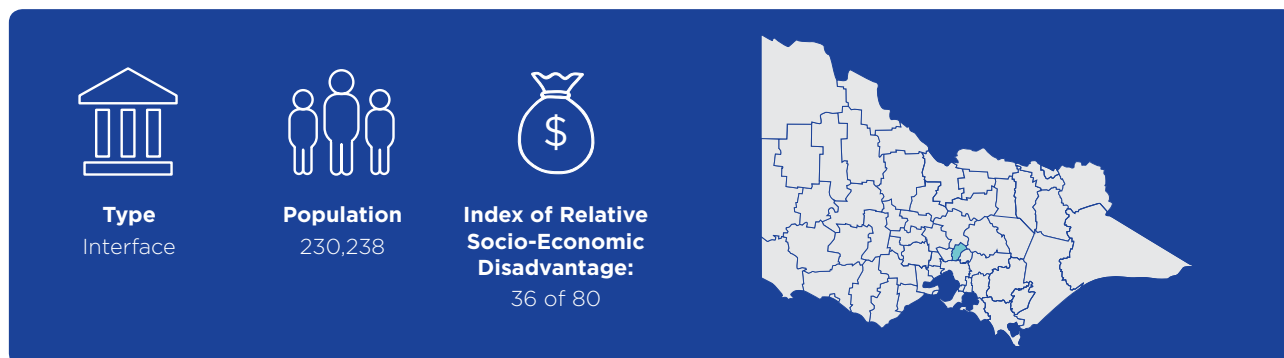 Type
Interface
Population
230,238
$
Index of Relative
Socio-Economic
Disadvantage:
36 of 80